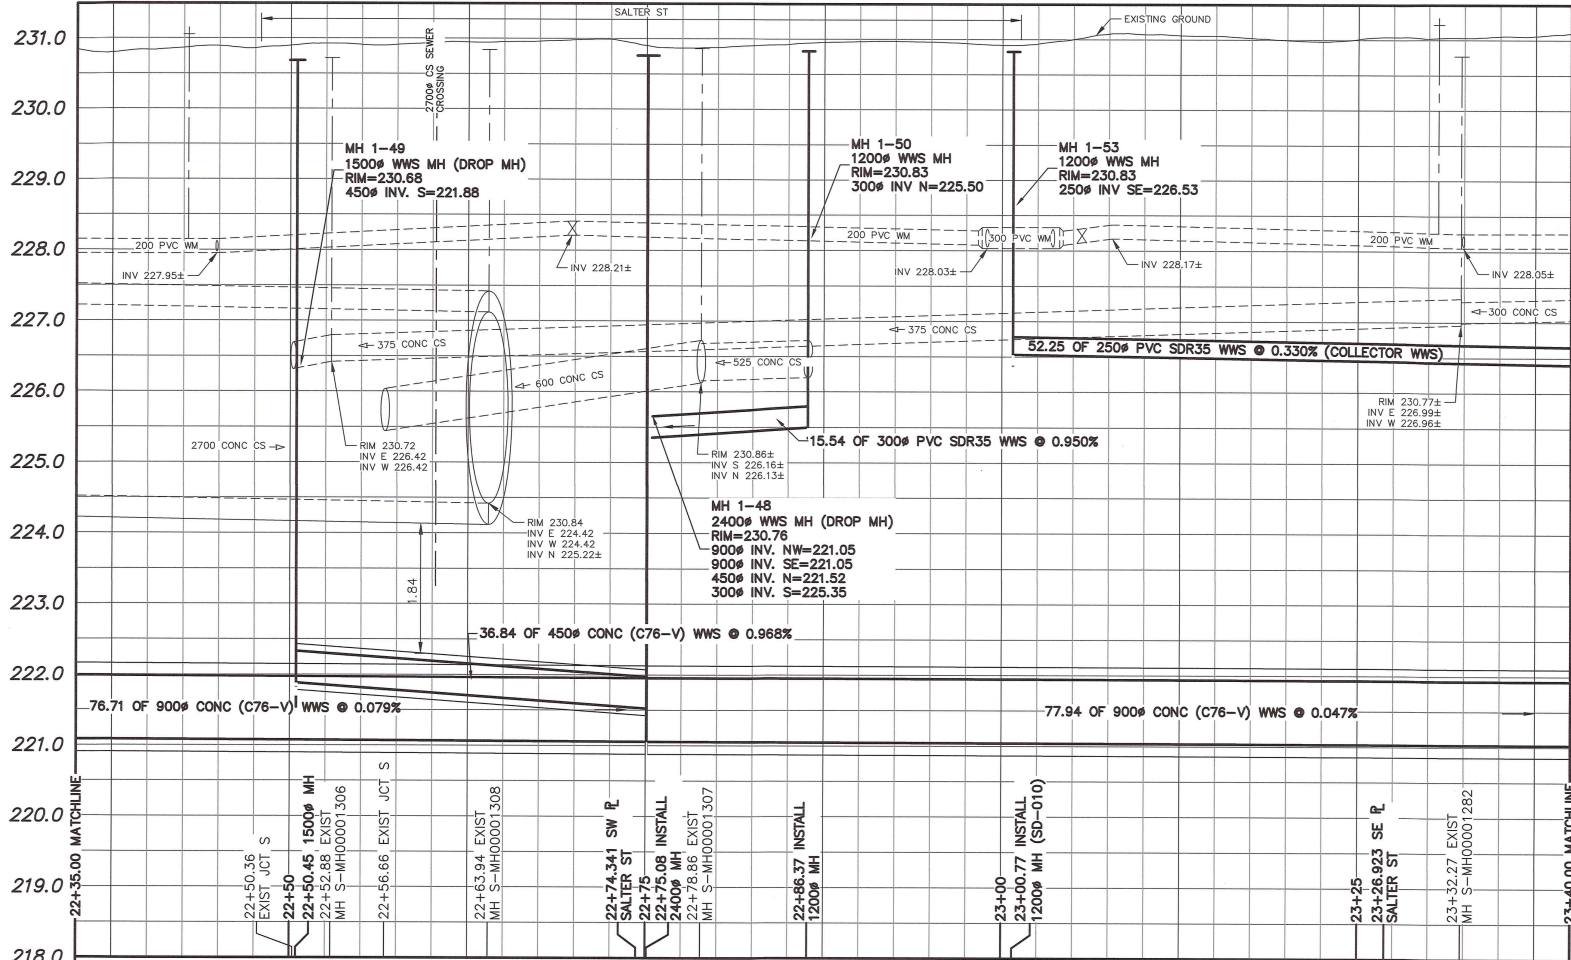 SALTER ST
EXISTING GROUND
231.0
230.0
229.0
228.0
227.0
226.0
225.0
224.0
223.0
222.0
221.0
220.0
219.0
218.0
2700ø CS SEWER
CROSSING
MH 1-49
1500ø WWS MH (DROP MH)
RIM=230.68
450ø INV. S=221.88
MH 1-50
1200ø WWS MH
RIM=230.83
300ø INV N=225.50
MH 1-53
1200ø WWS MH
RIM=230.83
250ø INV SE=226.53
200 PVC WM
INV 227.95±
INV 228.21±
200 PVC WM
300 PVC WM
INV 228.03±
INV 228.17±
200 PVC WM
INV 228.05±
300 CONC CS
375 CONC CS
375 CONC CS
52.25 OF 250ø PVC SDR35 WWS @ 0.330% (COLLECTOR WWS)
600 CONC CS
525 CONC CS
RIM 230.77±
INV E 226.99±
INV W 226.96±
2700 CONC CS
RIM 230.72
INV E 226.42
INV W 226.42
15.54 OF 300ø PVC SDR35 WWS @ 0.950%
RIM 230.86±
INV S 226.16±
INV N 226.13±
RIM 230.84
INV E 224.42
INV W 224.42
INV N 225.22±
MH 1-48
2400ø WWS MH (DROP MH)
RIM=230.76
900ø INV. NW=221.05
900ø INV. SE=221.05
450ø INV. N=221.52
300ø INV. S=225.35
1.84
36.84 OF 450ø CONC (C76-V) WWS @ 0.968%
76.71 OF 900ø CONC (C76-V) WWS @ 0.079%
77.94 OF 900ø CONC (C76-V) WWS @ 0.047%
22+35.00 MATCHLINE
22+50.36
EXIST JCT S
22+50
22+50.45 1500ø MH
22+52.88 EXIST
MH S-MH00001306
22+56.66 EXIST JCT S
22+63.94 EXIST
MH S-MH00001308
22+74.341 SW PL
SALTER ST
22+75
22+75.08 INSTALL
2400ø MH
22+78.86 EXIST
MH S-MH00001307
22+86.37 INSTALL
1200ø MH
23+00
23+00.77 INSTALL
1200ø MH (SD-010)
23+25
23+26.923 SE PL
SALTER ST
23+32.27 EXIST
MH S-MH00001282
23+40.00 MATCHLINE